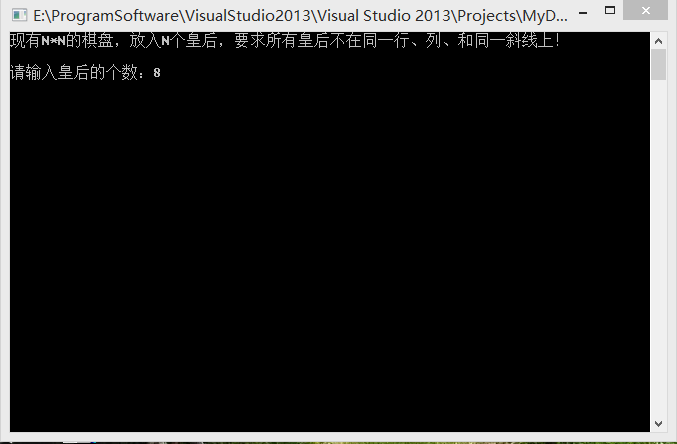 E:\ProgramSoftware\VisualStudio2013\Visual Studio 2013\Projects\MyD...
现有N*N的棋盘，放入N个皇后，要求所有皇后不在同一行、列、和同一斜线上！
请输入皇后的个数：8